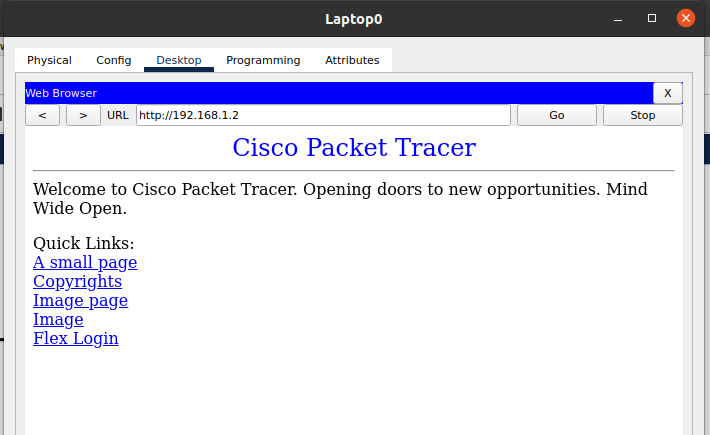 Laptop0
Physical Config Desktop Programming Attributes
Web Browser X
< > URL http://192.168.1.2 Go Stop
Cisco Packet Tracer
Welcome to Cisco Packet Tracer. Opening doors to new opportunities. Mind
Wide Open.
Quick Links:
A small page
Copyrights
Image page
Image
Flex Login